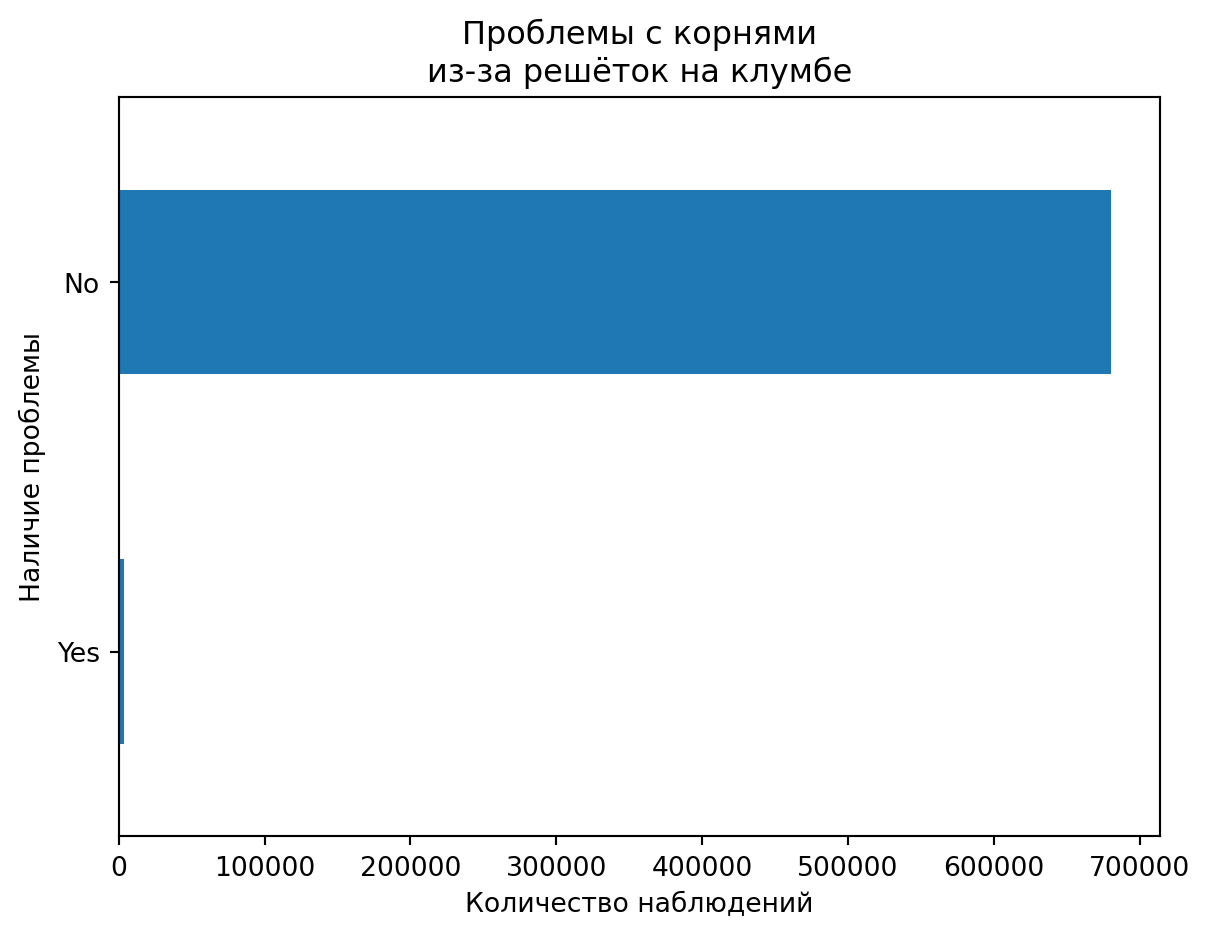 Проблемы с корнями
из-за решёток на клумбе
Наличие проблемы
No
Yes
0 100000 200000 300000 400000 500000 600000 700000
Количество наблюдений